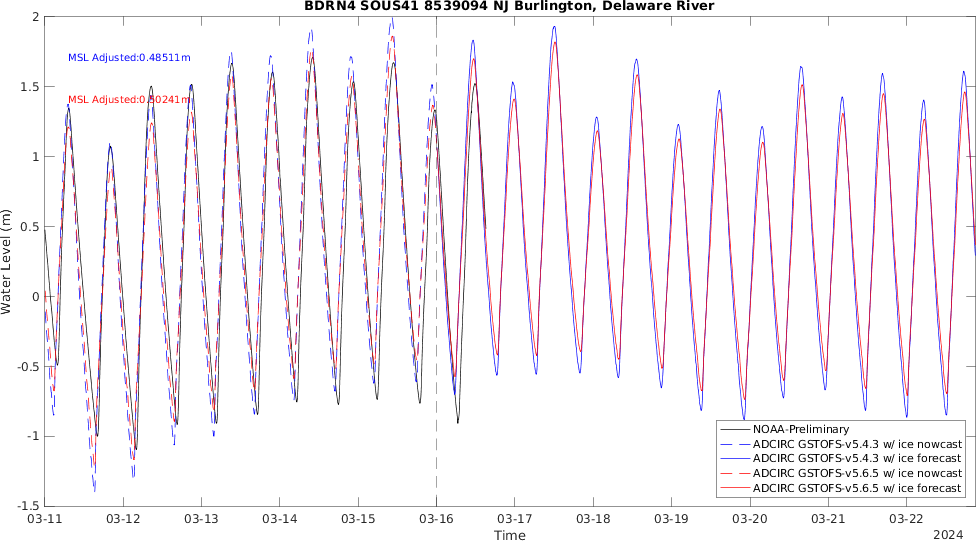 BDRN4 SOUS41 8539094 NJ Burlington, Delaware River
2
MSL Adjusted:0.48511m
1.5
MSL Adjusted:0.50241m
1
0.5
Water Level (m)
0
-0.5
-1
-1.5
NOAA-Preliminary
ADCIRC GSTOFS-v5.4.3 w/ ice nowcast
ADCIRC GSTOFS-v5.4.3 w/ ice forecast
ADCIRC GSTOFS-v5.6.5 w/ ice nowcast
ADCIRC GSTOFS-v5.6.5 w/ ice forecast
03-11 03-12 03-13 03-14 03-15 03-16 03-17 03-18 03-19 03-20 03-21 03-22
Time
2024